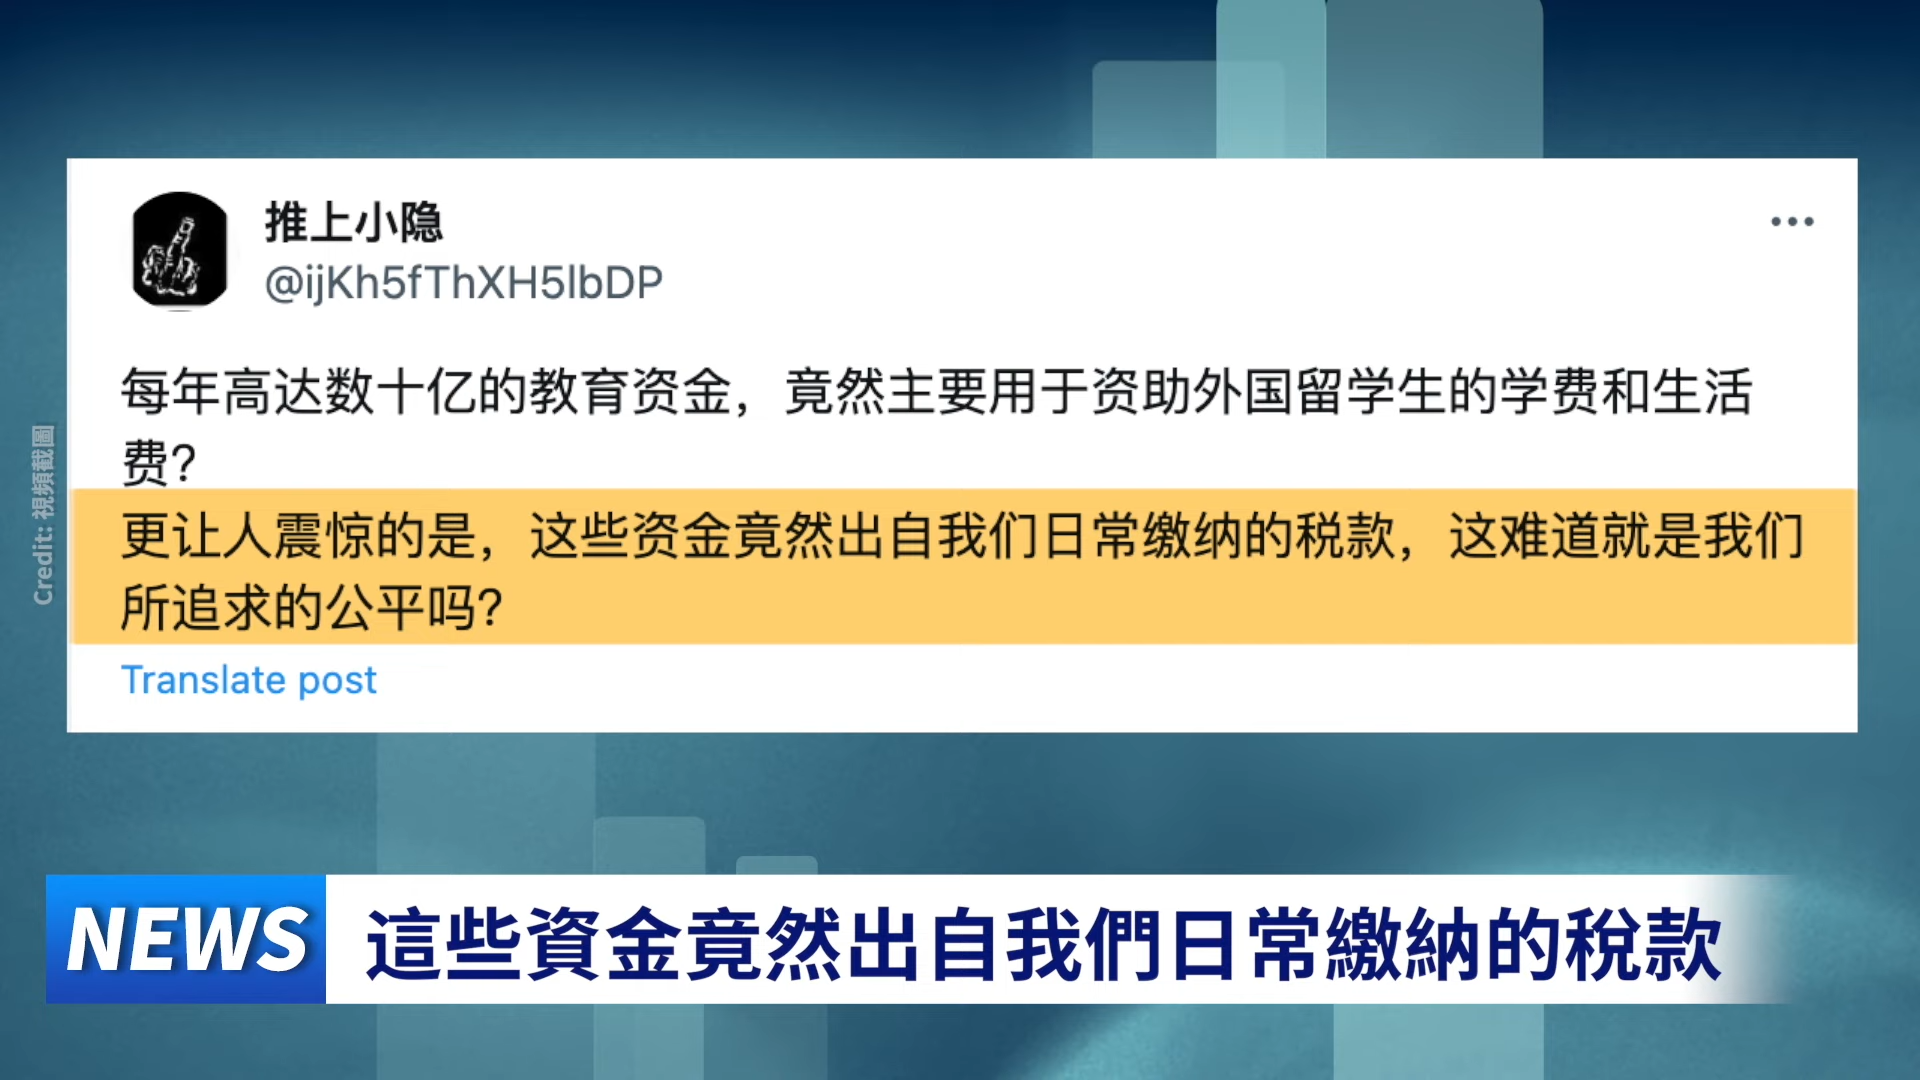 推上小隐
@ijKh5fThXH5lbDP
每年高达数十亿的教育资金，竟然主要用于资助外国留学生的学费和生活
费？
更让人震惊的是，这些资金竟然出自我们日常缴纳的税款，这难道就是我们
所追求的公平吗？
Translate post
Credit: 視頻截圖
NEWS
這些資金竟然出自我們日常繳納的稅款